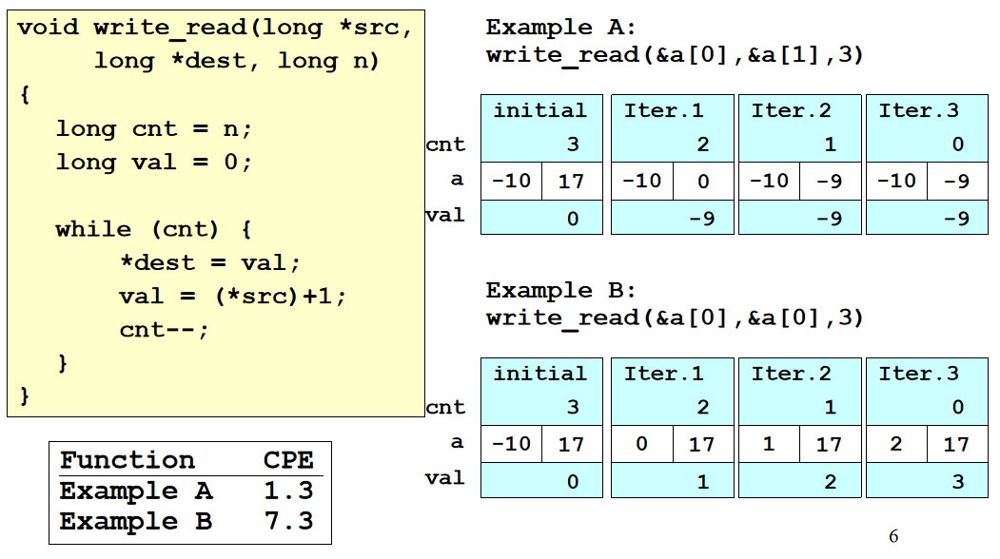 void write_read(long *src,
long *dest, long n)
{
long cnt = n;
long val = 0;
while (cnt) {
*dest = val;
val = (*src)+1;
cnt--;
}
}
Function CPE
Example A 1.3
Example B 7.3
Example A:
write_read(&a[0],&a[1],3)
initial Iter.1 Iter.2 Iter.3
cnt 3 2 1 0
a -10 17 -10 0 -10 -9 -10 -9
val 0 -9 -9 -9
Example B:
write_read(&a[0],&a[0],3)
initial Iter.1 Iter.2 Iter.3
cnt 3 2 1 0
a -10 17 0 17 1 17 2 17
val 0 1 2 3
6